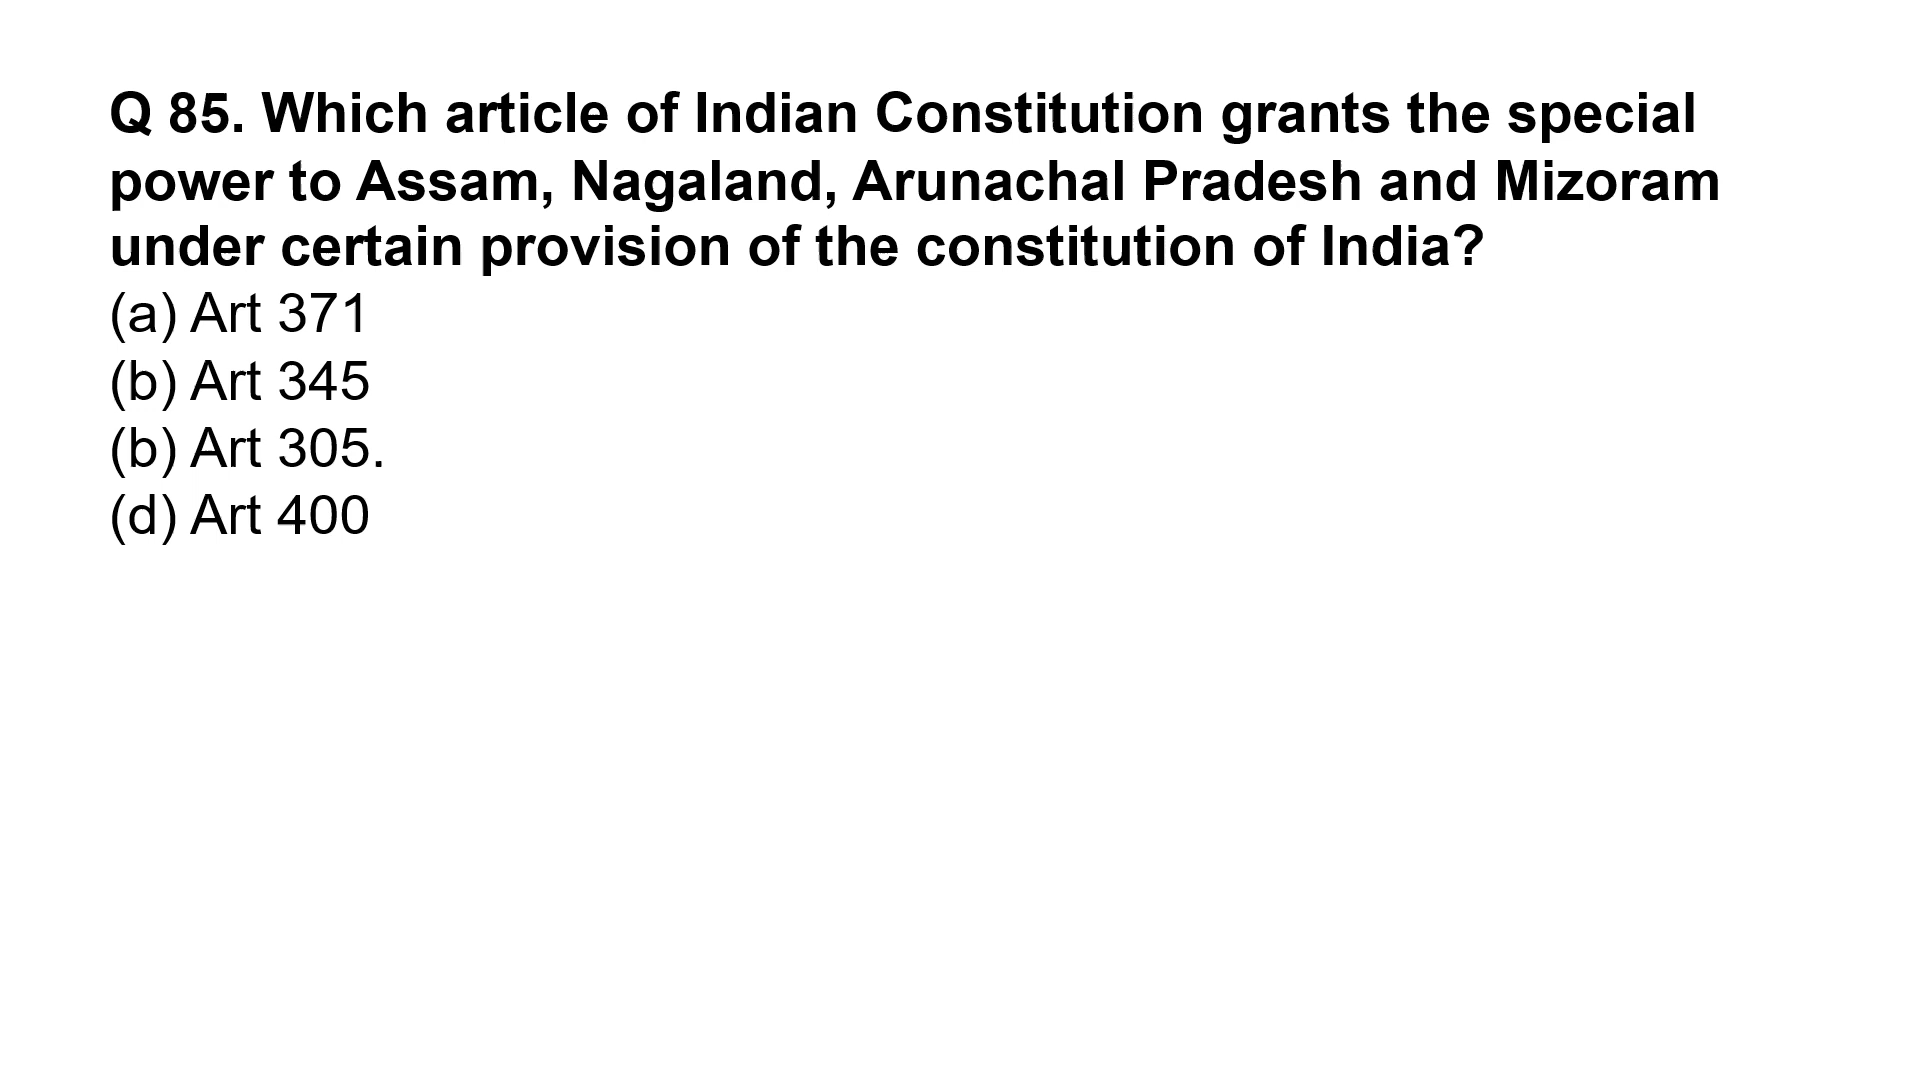 Q 85. Which article of Indian Constitution grants the special
power to Assam, Nagaland, Arunachal Pradesh and Mizoram
under certain provision of the constitution of India?
(a) Art 371
(b) Art 345
(b) Art 305.
(d) Art 400